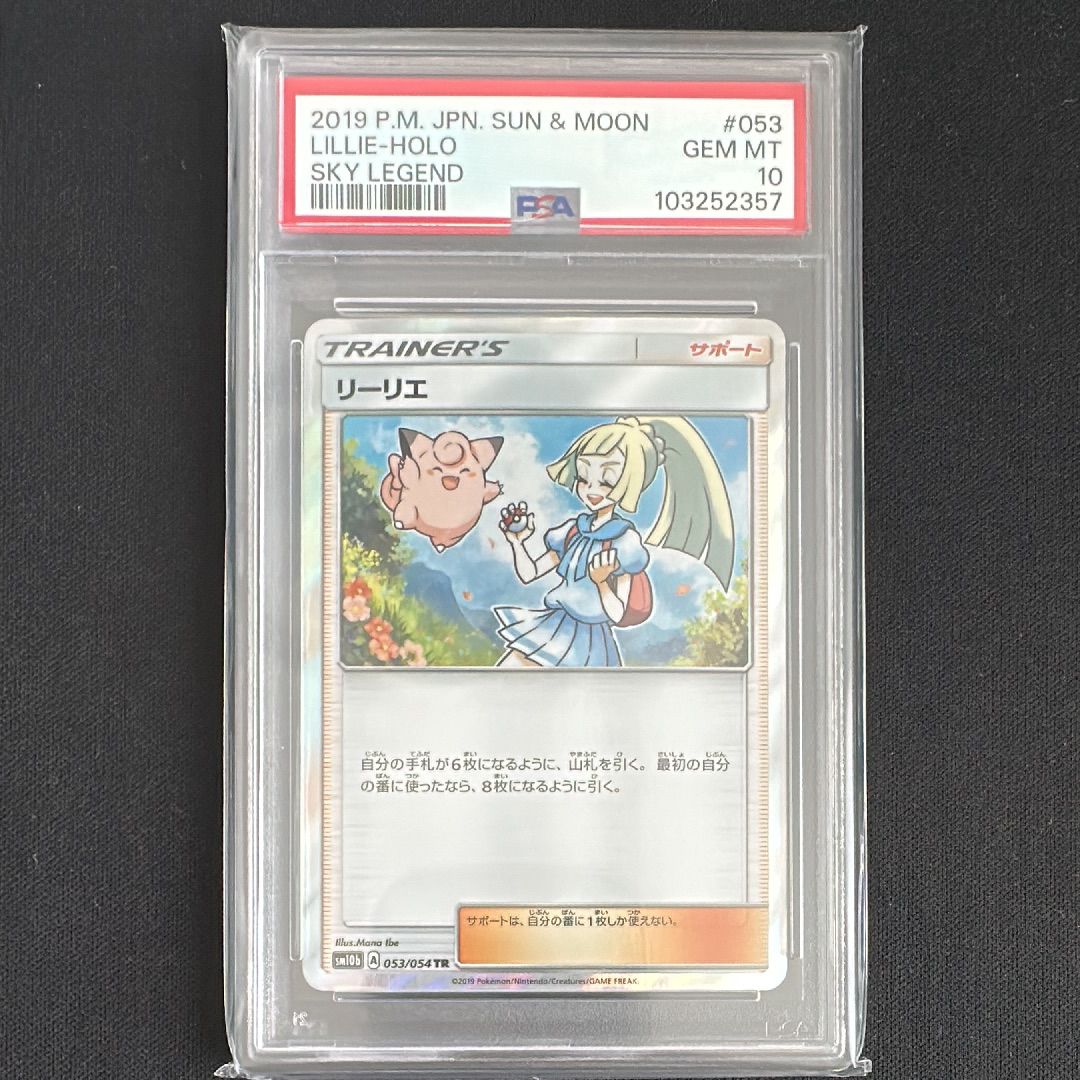 2019 P.M. JPN. SUN & MOON #053
LILLIE-HOLO GEM MT
SKY LEGEND 10
PSA 103252357
TRAINER'S サポート
リーリエ
自分の手札が6枚になるように、山札を引く。最初の自分
の番に使ったなら、8枚になるように引く。
サポートは、自分の番に1枚しか使えない。
Illus.Mana Ibe
sm10b A 053/054 TR
©2019 Pokémon/Nintendo/Creatures/GAME FREAK.